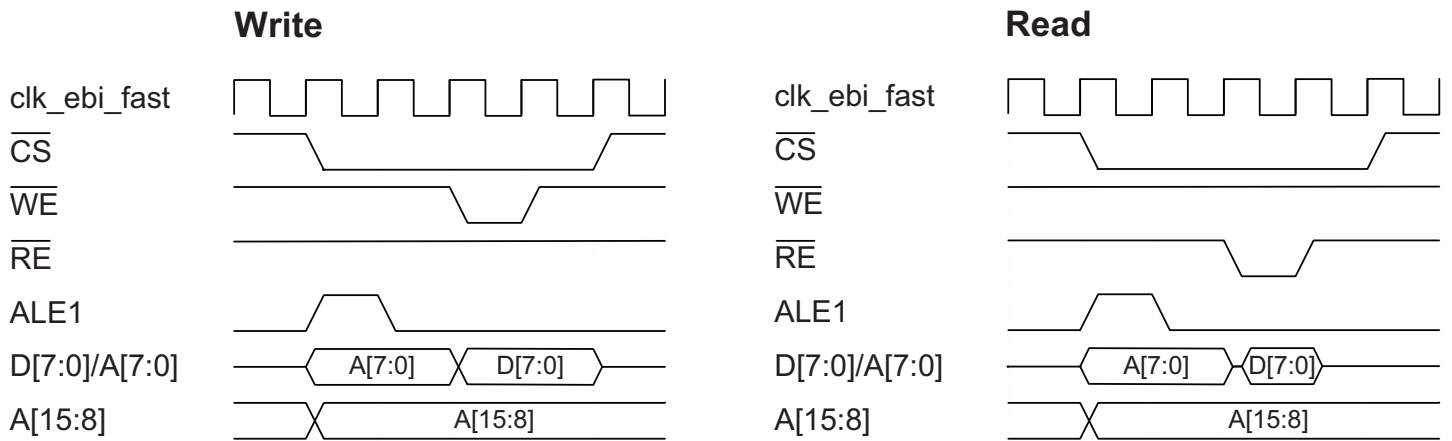 Write Read
clk_ebi_fast clk_ebi_fast
CS CS
WE WE
RE RE
ALE1 ALE1
D[7:0]/A[7:0] A[7:0] D[7:0] D[7:0]/A[7:0] A[7:0] D[7:0]
A[15:8] A[15:8] A[15:8] A[15:8]